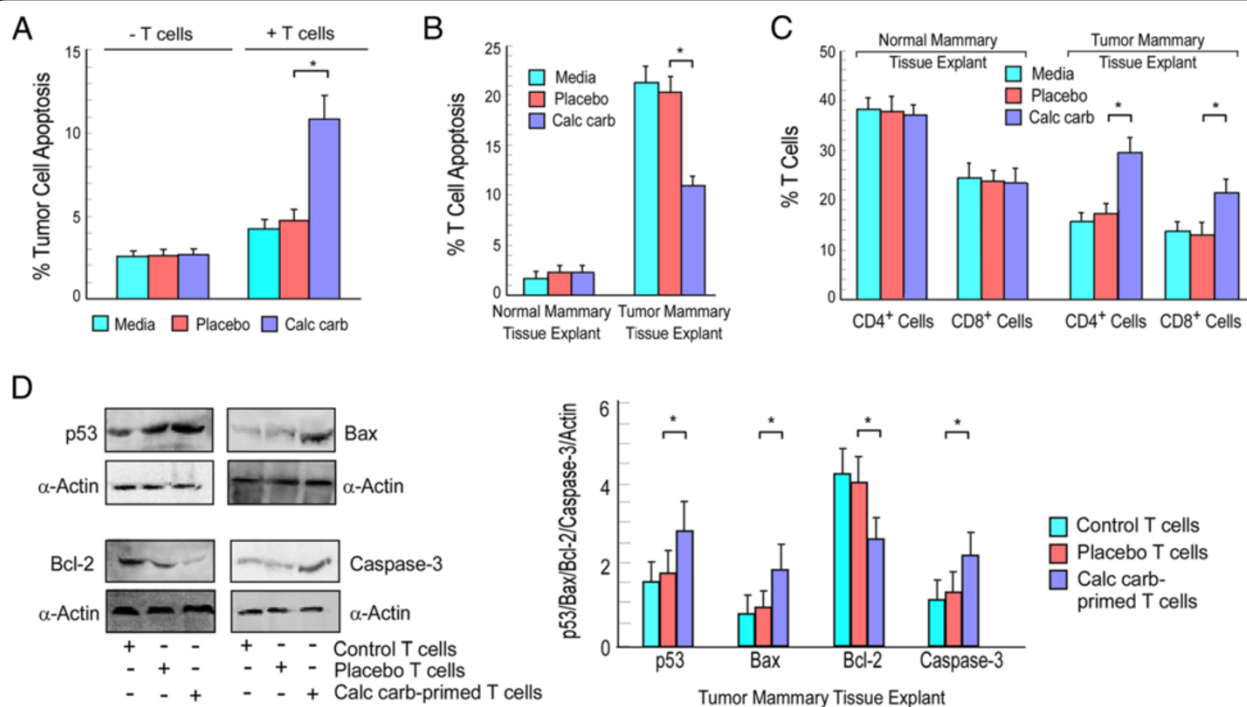 A
- T cells + T cells
*
15
10
5
0
% Tumor Cell Apoptosis
Media Placebo Calc carb
B
25
20
15
10
5
0
% T Cell Apoptosis
Media
Placebo
Calc carb
*
Normal Mammary Tumor Mammary
Tissue Explant Tissue Explant
C
Normal Mammary Tumor Mammary
Tissue Explant Tissue Explant
Media
Placebo
Calc carb
* *
50
40
30
20
10
0
% T Cells
CD4+ Cells CD8+ Cells CD4+ Cells CD8+ Cells
D
p53 Bax
α-Actin α-Actin
Bcl-2 Caspase-3
α-Actin α-Actin
+ - - + - - Control T cells
- + - - + - Placebo T cells
- - + - - + Calc carb-primed T cells
6
4
2
0
p53/Bax/Bcl-2/Caspase-3/Actin
* * * *
p53 Bax Bcl-2 Caspase-3
Tumor Mammary Tissue Explant
Control T cells
Placebo T cells
Calc carb-
primed T cells